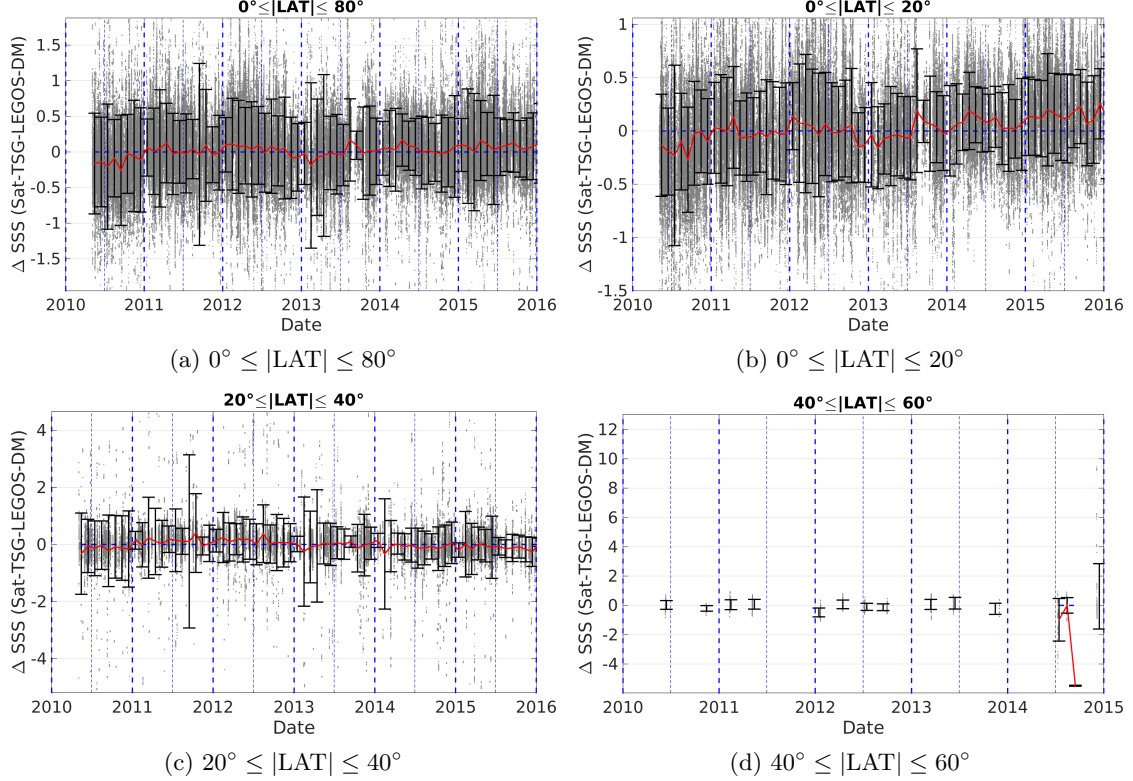 0°≤|LAT|≤ 80°
Δ SSS (Sat-TSG-LEGOS-DM)
1.5
1
0.5
0
-0.5
-1
-1.5
2010 2011 2012 2013 2014 2015 2016
Date
(a) 0° ≤ |LAT| ≤ 80°
0°≤|LAT|≤ 20°
Δ SSS (Sat-TSG-LEGOS-DM)
1
0.5
0
-0.5
-1
-1.5
2010 2011 2012 2013 2014 2015 2016
Date
(b) 0° ≤ |LAT| ≤ 20°
20°≤|LAT|≤ 40°
Δ SSS (Sat-TSG-LEGOS-DM)
4
2
0
-2
-4
2010 2011 2012 2013 2014 2015 2016
Date
(c) 20° ≤ |LAT| ≤ 40°
40°≤|LAT|≤ 60°
Δ SSS (Sat-TSG-LEGOS-DM)
12
10
8
6
4
2
0
-2
-4
2010 2011 2012 2013 2014 2015
Date
(d) 40° ≤ |LAT| ≤ 60°